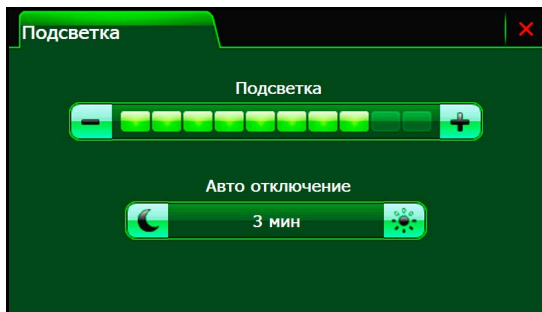 Подсветка
Подсветка
Авто отключение
3 мин